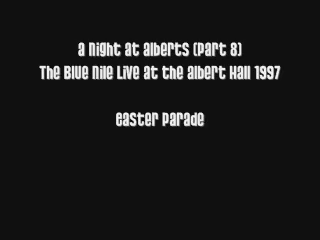 a Night at alberts (Part 8)
The Blue Nile Live at the albert Hall 1997
easter Parade